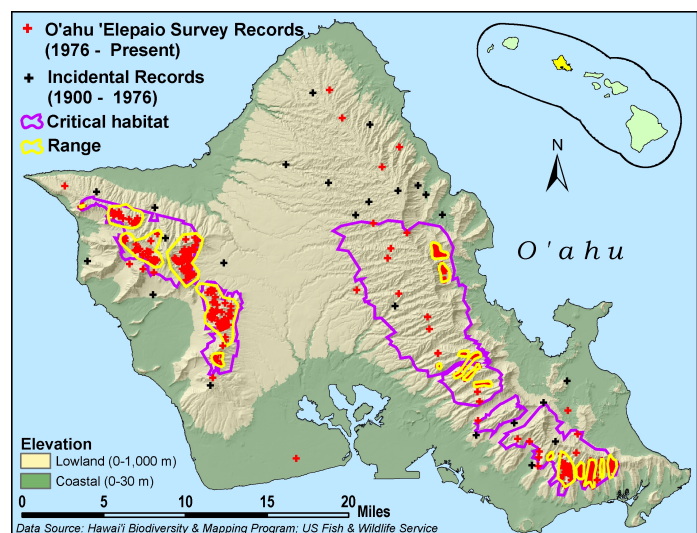 O'ahu 'Elepaio Survey Records
(1976 - Present)
Incidental Records
(1900 - 1976)
Critical habitat
Range
N
O'ahu
Elevation
Lowland (0-1,000 m)
Coastal (0-30 m)
0 5 10 15 20 Miles
Data Source: Hawai'i Biodiversity & Mapping Program; US Fish & Wildlife Service